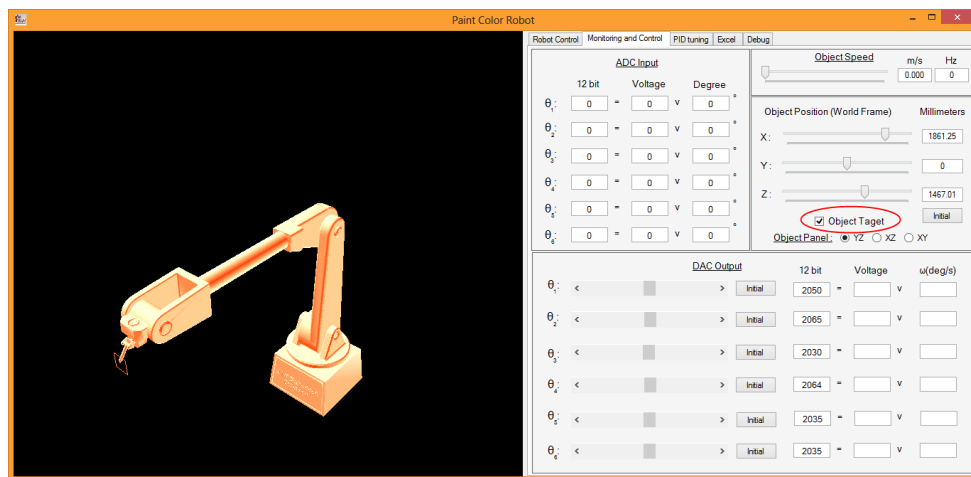 Paint Color Robot
Robot Control Monitoring and Control PID tuning Excel Debug
ADC Input
12 bit Voltage Degree
θ1: 0 = 0 v 0 °
θ2: 0 = 0 v 0 °
θ3: 0 = 0 v 0 °
θ4: 0 = 0 v 0 °
θ5: 0 = 0 v 0 °
θ6: 0 = 0 v 0 °
Object Speed m/s Hz
0.000 0
Object Position (World Frame) Millimeters
X: 1861.25
Y: 0
Z: 1467.01
Object Taget Initial
Object Panel: YZ XZ XY
DAC Output 12 bit Voltage ω(deg/s)
θ1: < > Initial 2050 = v
θ2: < > Initial 2065 = v
θ3: < > Initial 2030 = v
θ4: < > Initial 2064 = v
θ5: < > Initial 2035 = v
θ6: < > Initial 2035 = v